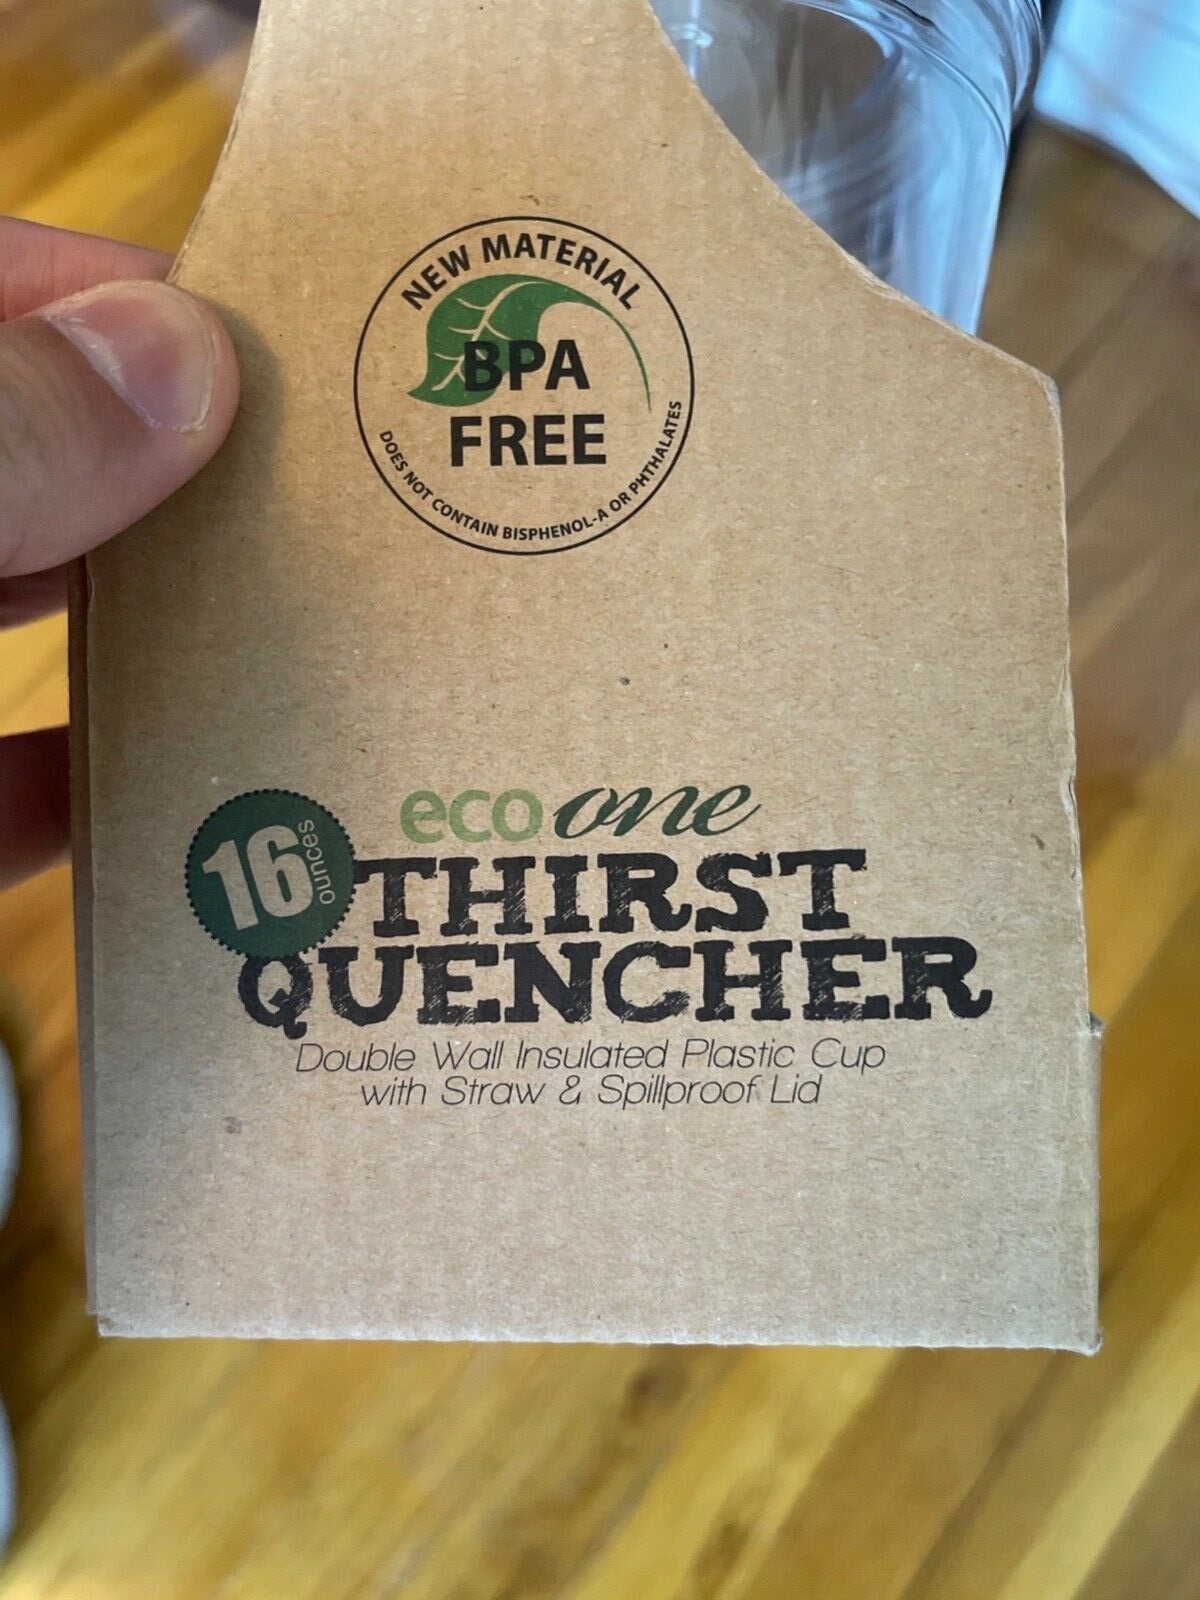 NEW MATERIAL
BPA
FREE
DOES NOT CONTAIN BISPHENOL-A OR PHTHALATES
eco one
16 ounces
THIRST
QUENCHER
Double Wall Insulated Plastic Cup
with Straw & Spillproof Lid